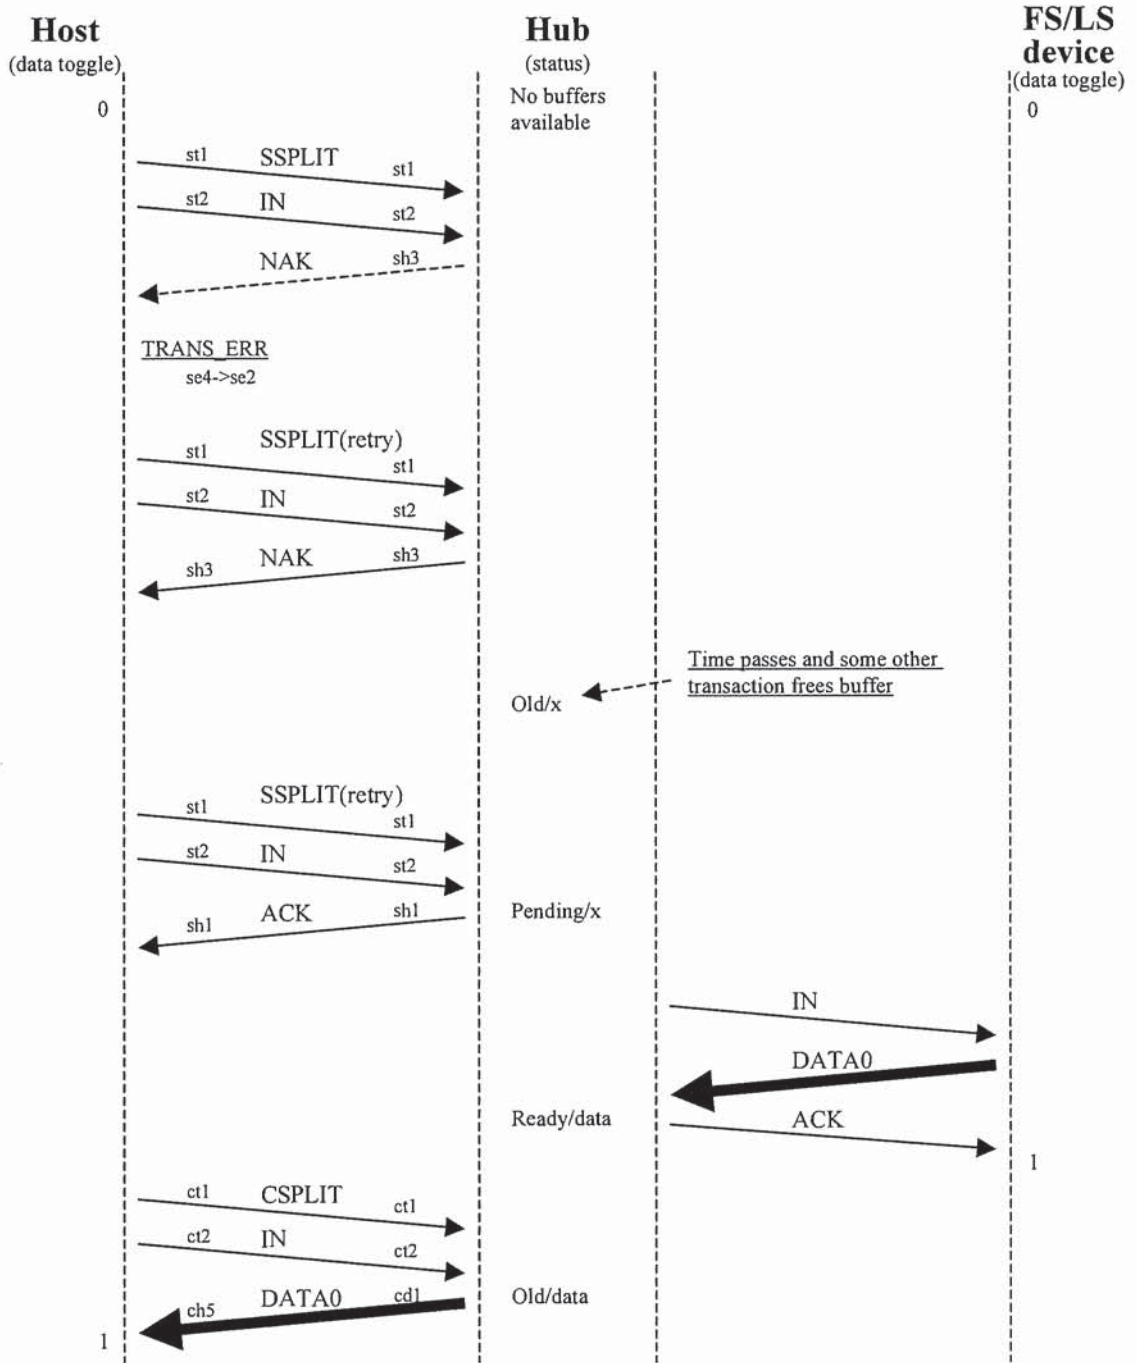 Host
(data toggle)
Hub
(status)
FS/LS
device
(data toggle)
0
No buffers
available
0
st1 SSPLIT st1
st2 IN st2
NAK sh3
TRANS_ERR
se4->se2
SSPLIT(retry)
st1 st1
st2 IN st2
NAK sh3
sh3
Time passes and some other
transaction frees buffer
Old/x
SSPLIT(retry)
st1 st1
st2 IN st2
ACK sh1
sh1
Pending/x
IN
DATA0
Ready/data
ACK
1
ct1 CSPLIT ct1
ct2 IN ct2
DATA0 cd1
ch5
Old/data
1